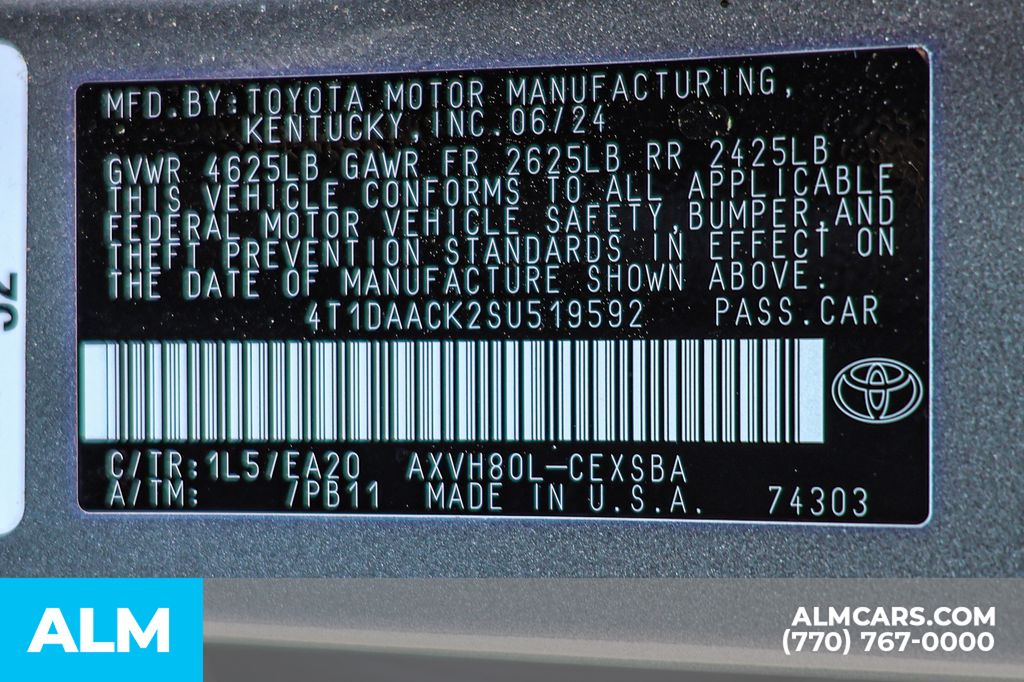 MFD.BY:TOYOTA MOTOR MANUFACTURING,
KENTUCKY,INC.06/24
GVWR 4625LB GAWR FR 2625LB RR 2425LB
THIS VEHICLE CONFORMS TO ALL APPLICABLE
FEDERAL MOTOR VEHICLE SAFETY,BUMPER,AND
THEFT PREVENTION STANDARDS IN EFFECT ON
THE DATE OF MANUFACTURE SHOWN ABOVE.
4T1DAACK2SU519592 PASS.CAR
C/TR:1L5/EA20 AXVH80L-CEXSBA
A/TM: /PB11 MADE IN U.S.A. 74303
ALM
ALMCARS.COM
(770) 767-0000